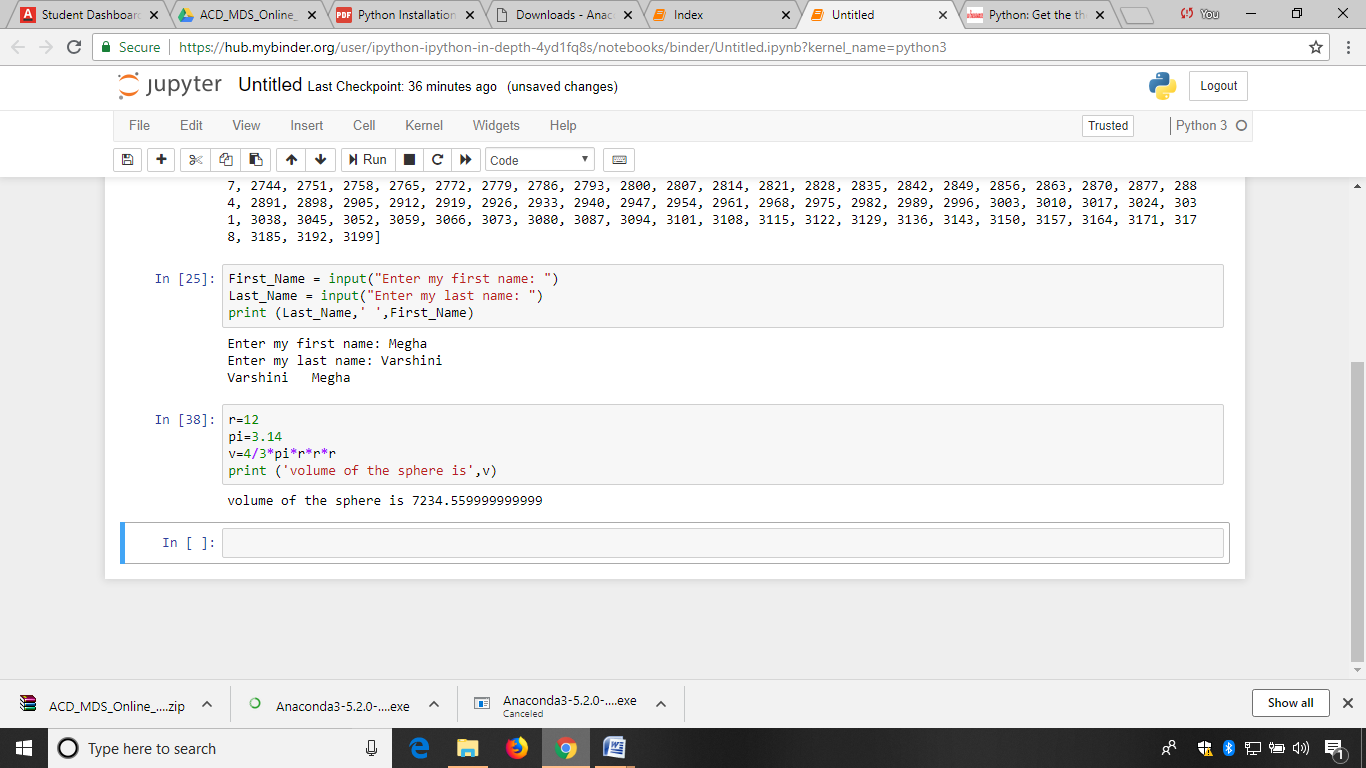 Student Dashboard
ACD_MDS_Online_
Python Installation
Downloads - Anac
Index
Untitled
Python: Get the th
You
Secure
https://hub.mybinder.org/user/ipython-ipython-in-depth-4yd1fq8s/notebooks/binder/Untitled.ipynb?kernel_name=python3
jupyter Untitled Last Checkpoint: 36 minutes ago (unsaved changes)
Logout
File Edit View Insert Cell Kernel Widgets Help
Trusted
Python 3
Run
Code
7, 2744, 2751, 2758, 2765, 2772, 2779, 2786, 2793, 2800, 2807, 2814, 2821, 2828, 2835, 2842, 2849, 2856, 2863, 2870, 2877, 288
4, 2891, 2898, 2905, 2912, 2919, 2926, 2933, 2940, 2947, 2954, 2961, 2968, 2975, 2982, 2989, 2996, 3003, 3010, 3017, 3024, 303
1, 3038, 3045, 3052, 3059, 3066, 3073, 3080, 3087, 3094, 3101, 3108, 3115, 3122, 3129, 3136, 3143, 3150, 3157, 3164, 3171, 317
8, 3185, 3192, 3199]
In [25]: First_Name = input("Enter my first name: ")
Last_Name = input("Enter my last name: ")
print (Last_Name,' ',First_Name)
Enter my first name: Megha
Enter my last name: Varshini
Varshini   Megha
In [38]: r=12
pi=3.14
v=4/3*pi*r*r*r
print ('volume of the sphere is',v)
volume of the sphere is 7234.559999999999
In [ ]:
ACD_MDS_Online_....zip
Anaconda3-5.2.0-....exe
Anaconda3-5.2.0-....exe
Canceled
Show all
Type here to search
1